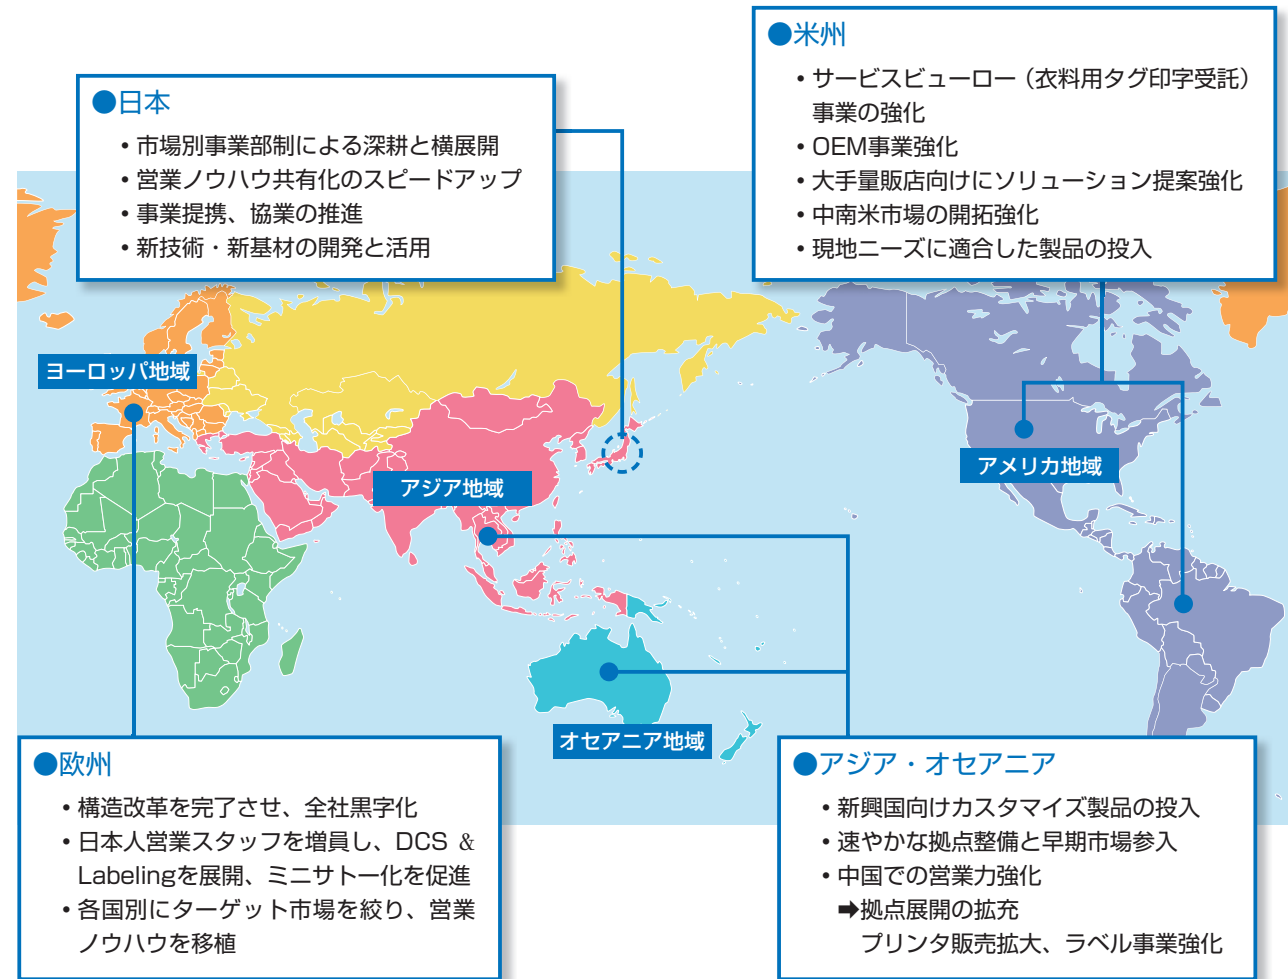 ●日本
• 市場別事業部制による深耕と横展開
• 営業ノウハウ共有化のスピードアップ
• 事業提携、協業の推進
• 新技術・新基材の開発と活用
●米州
• サービスビューロー（衣料用タグ印字受託）
事業の強化
• OEM事業強化
• 大手量販店向けにソリューション提案強化
• 中南米市場の開拓強化
• 現地ニーズに適合した製品の投入
ヨーロッパ地域
アジア地域
アメリカ地域
オセアニア地域
●欧州
• 構造改革を完了させ、全社黒字化
• 日本人営業スタッフを増員し、DCS &
Labelingを展開、ミニサトー化を促進
• 各国別にターゲット市場を絞り、営業
ノウハウを移植
●アジア・オセアニア
• 新興国向けカスタマイズ製品の投入
• 速やかな拠点整備と早期市場参入
• 中国での営業力強化
➡拠点展開の拡充
プリンタ販売拡大、ラベル事業強化